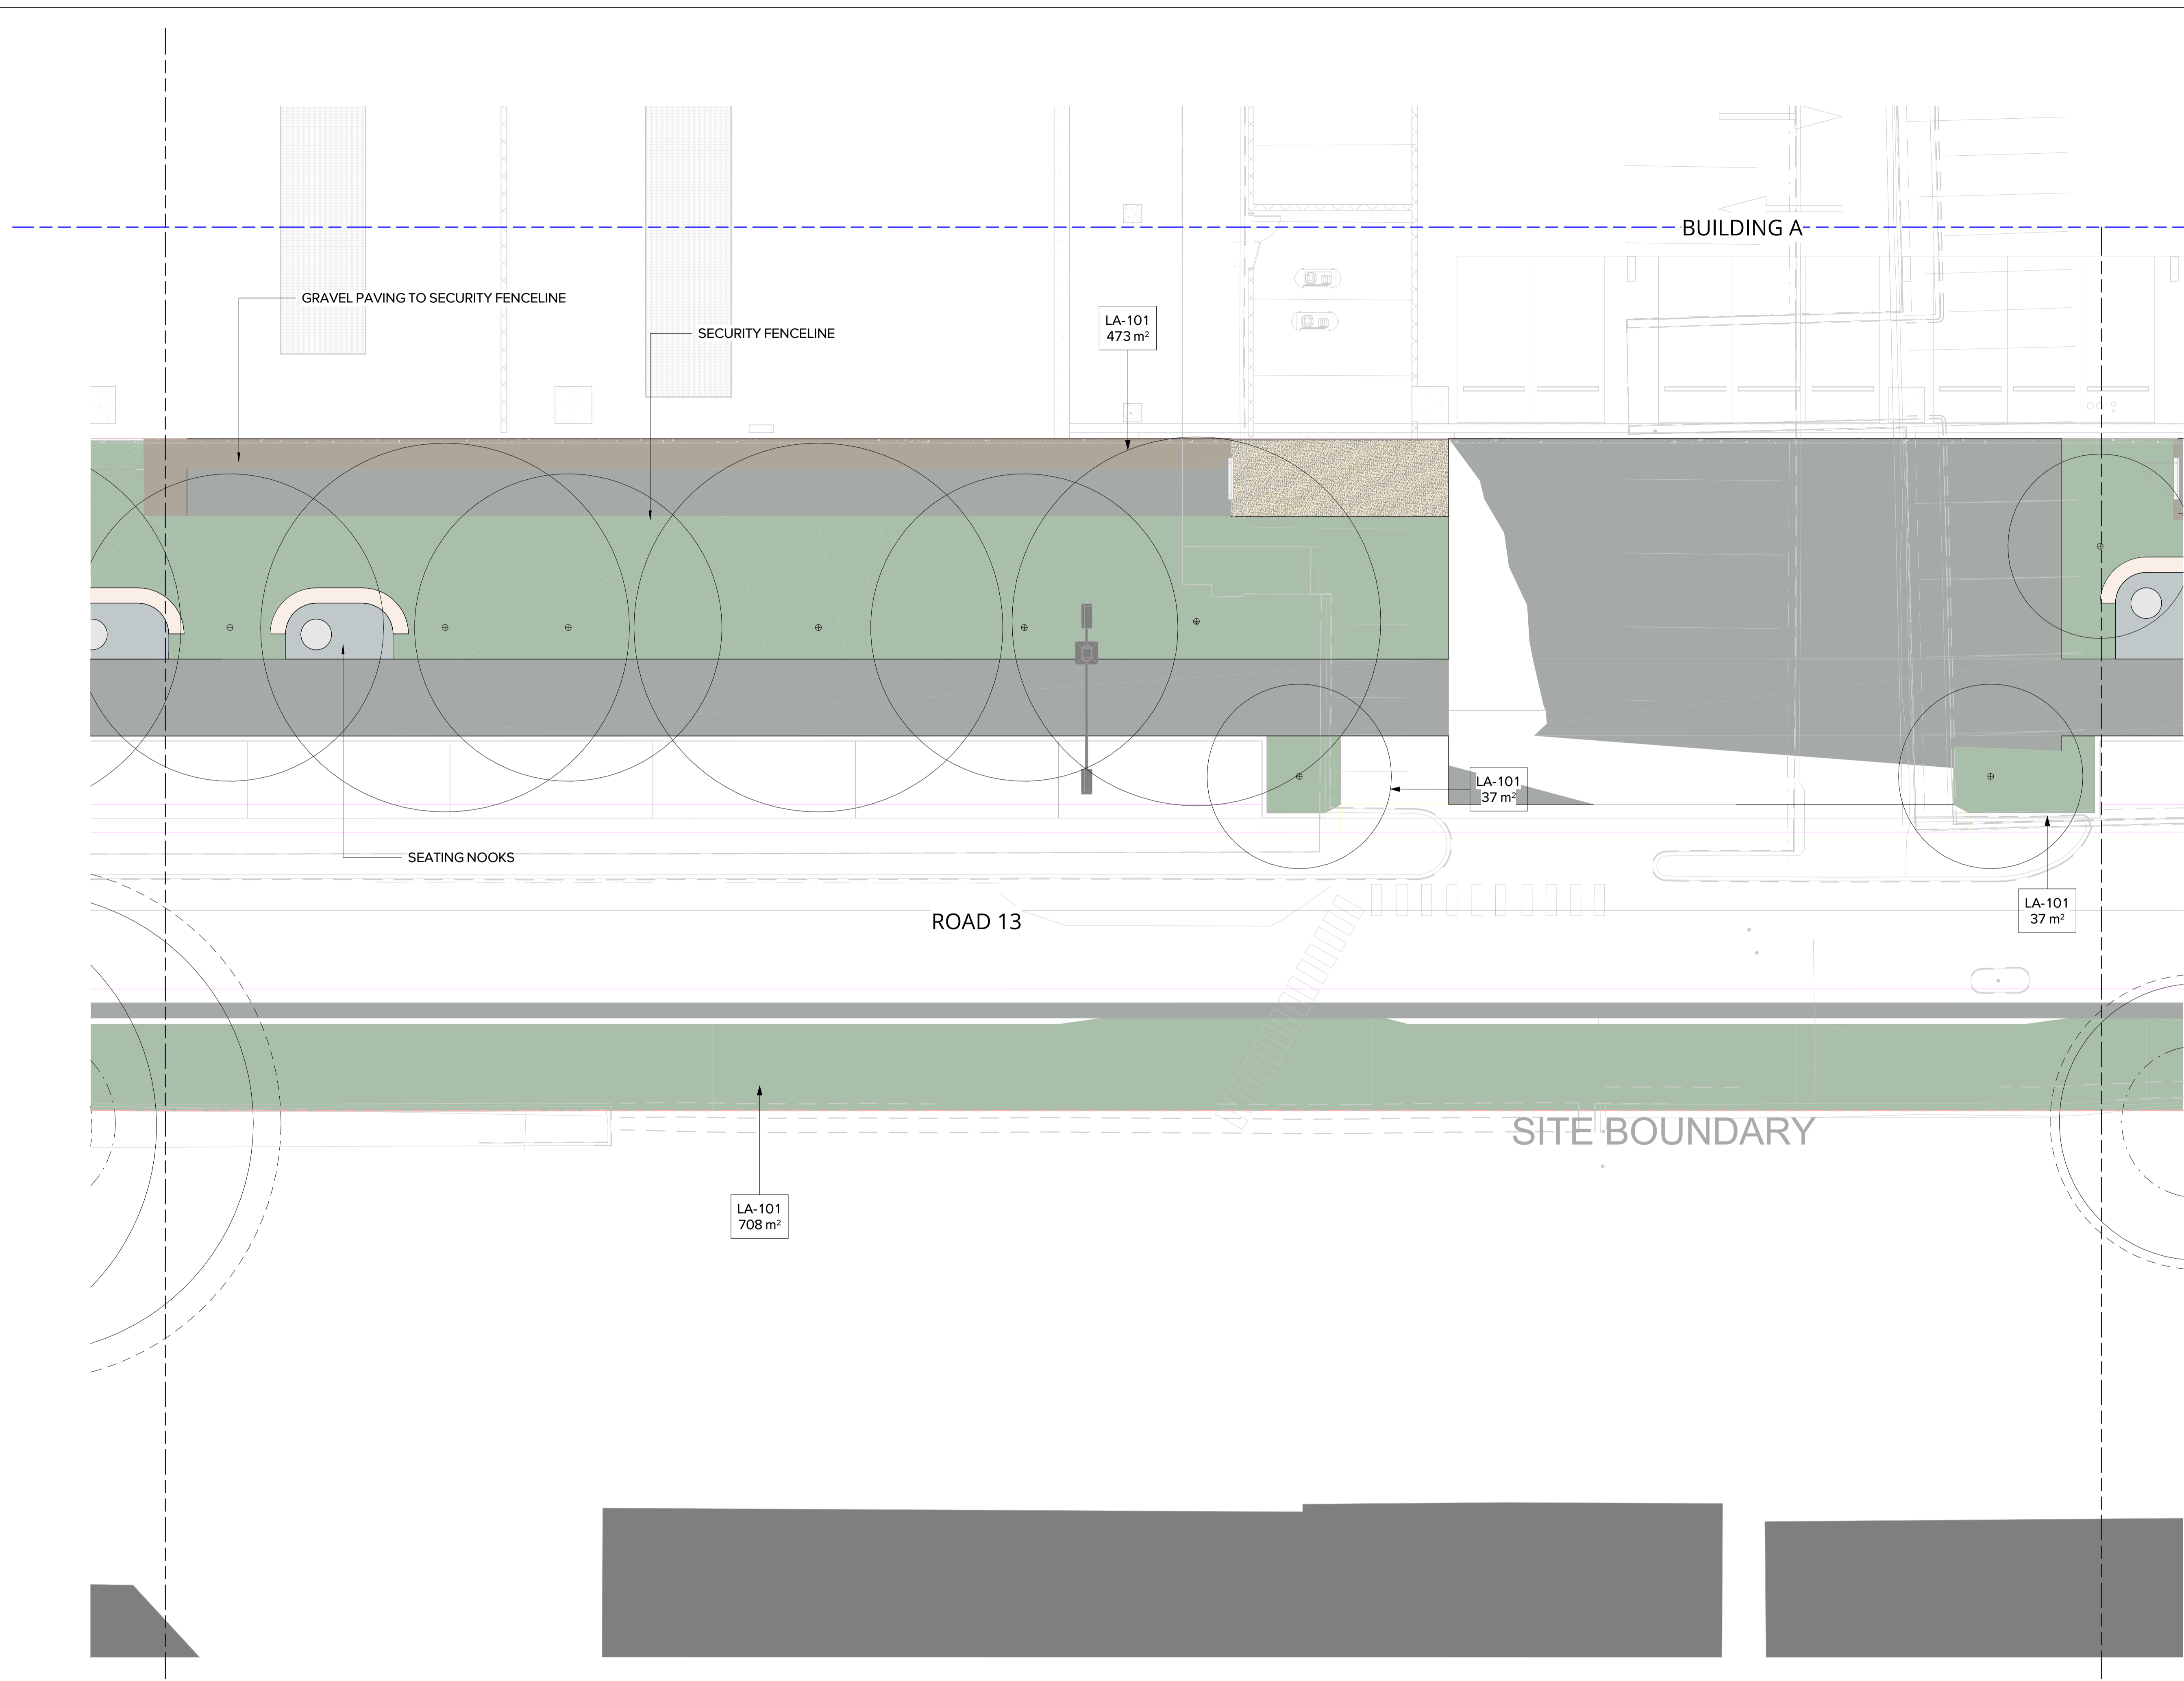 BUILDING A
GRAVEL PAVING TO SECURITY FENCELINE
SECURITY FENCELINE
LA-101
473 m²
LA-101
37 m²
SEATING NOOKS
LA-101
37 m²
ROAD 13
SITE BOUNDARY
LA-101
708 m²